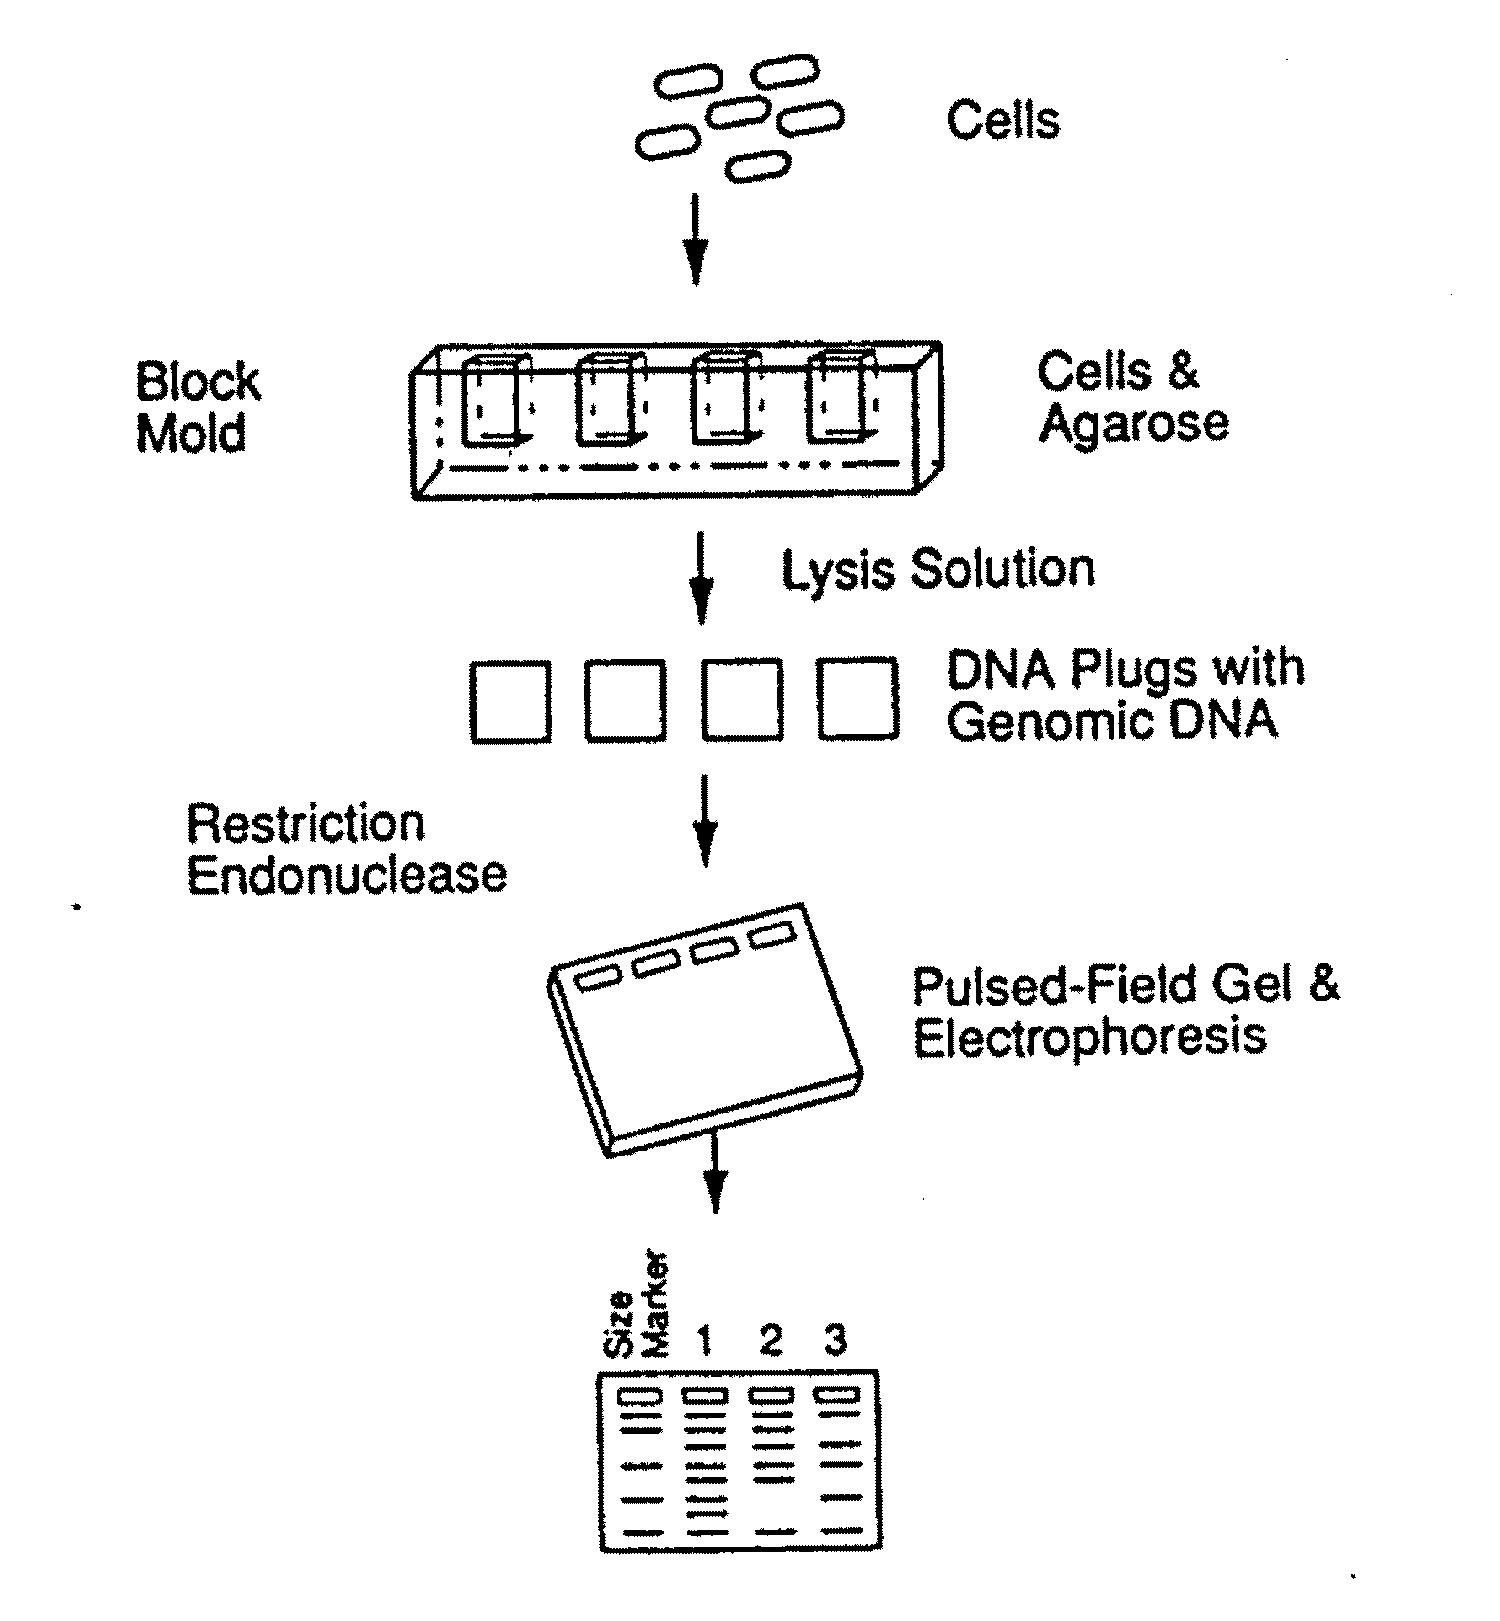 Cells
Block
Mold
Cells &
Agarose
Lysis Solution
DNA Plugs with
Genomic DNA
Restriction
Endonuclease
Pulsed-Field Gel &
Electrophoresis
Size
Marker
1 2 3